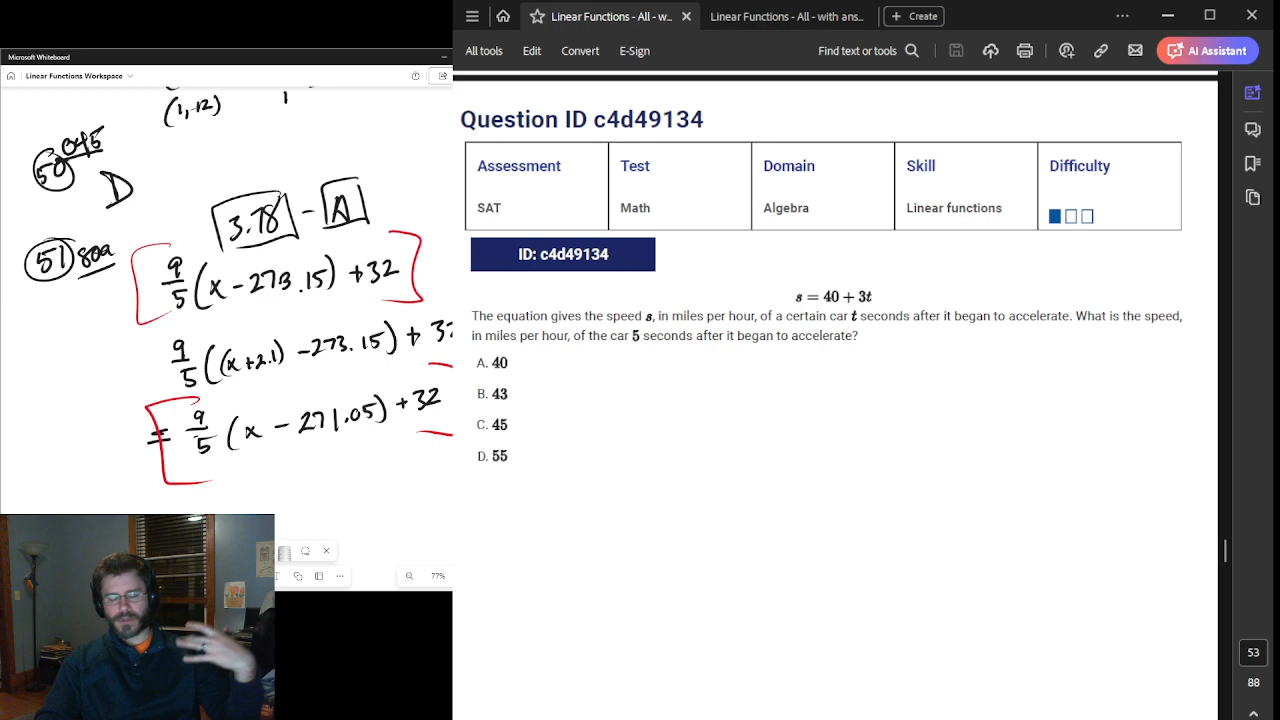 Linear Functions - All - w...
Linear Functions - All - with ans...
Create
All tools
Edit
Convert
E-Sign
Find text or tools
AI Assistant
Microsoft Whiteboard
Linear Functions Workspace
(1,-12)
50 045
D
3.78 - A
51 80a
9/5 (x - 273.15) + 32
9/5 ((x+2.1) - 273.15) + 32
= 9/5 (x - 271.05) + 32
77%
Question ID c4d49134
Assessment
Test
Domain
Skill
Difficulty
SAT
Math
Algebra
Linear functions
ID: c4d49134
s = 40 + 3t
The equation gives the speed s, in miles per hour, of a certain car t seconds after it began to accelerate. What is the speed,
in miles per hour, of the car 5 seconds after it began to accelerate?
A. 40
B. 43
C. 45
D. 55
53
88